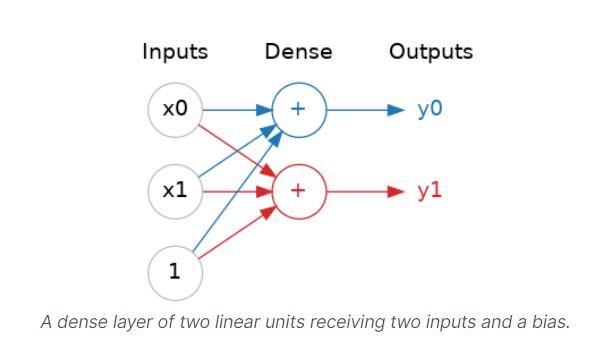 Inputs Dense Outputs
x0 + y0
x1 + y1
1
A dense layer of two linear units receiving two inputs and a bias.